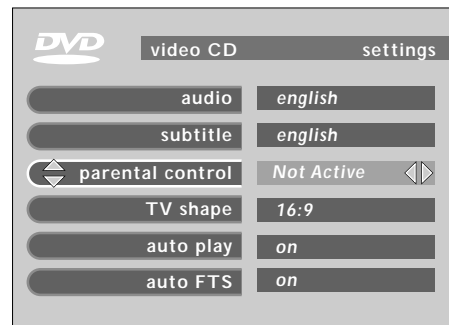 DVD
video CD settings
audio english
subtitle english
parental control Not Active
TV shape 16:9
auto play on
auto FTS on